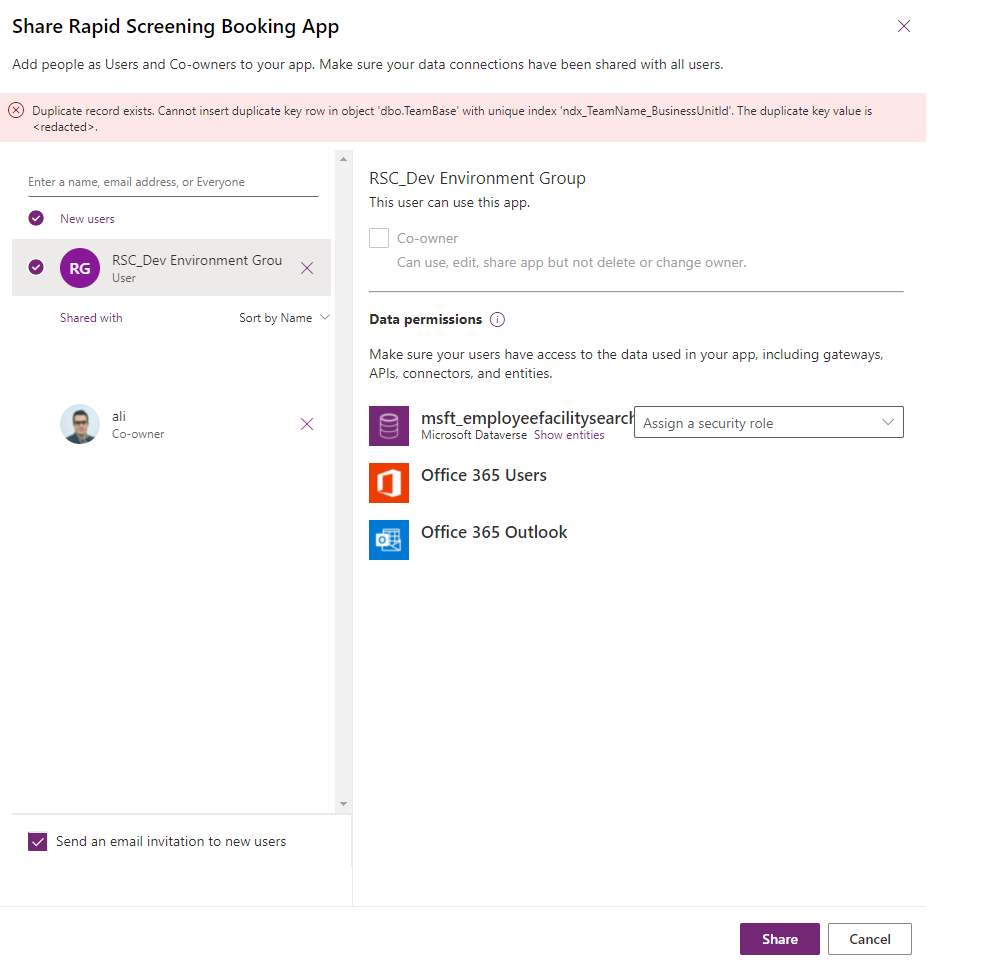 Share Rapid Screening Booking App
Add people as Users and Co-owners to your app. Make sure your data connections have been shared with all users.
Duplicate record exists. Cannot insert duplicate key row in object 'dbo.TeamBase' with unique index 'ndx_TeamName_BusinessUnitId'. The duplicate key value is
<redacted>.
Enter a name, email address, or Everyone
New users
RG
RSC_Dev Environment Grou
User
Shared with
Sort by Name
ali
Co-owner
Send an email invitation to new users
RSC_Dev Environment Group
This user can use this app.
Co-owner
Can use, edit, share app but not delete or change owner.
Data permissions
Make sure your users have access to the data used in your app, including gateways,
APIs, connectors, and entities.
msft_employeefacilitysearch
Microsoft Dataverse Show entities
Assign a security role
Office 365 Users
Office 365 Outlook
Share
Cancel